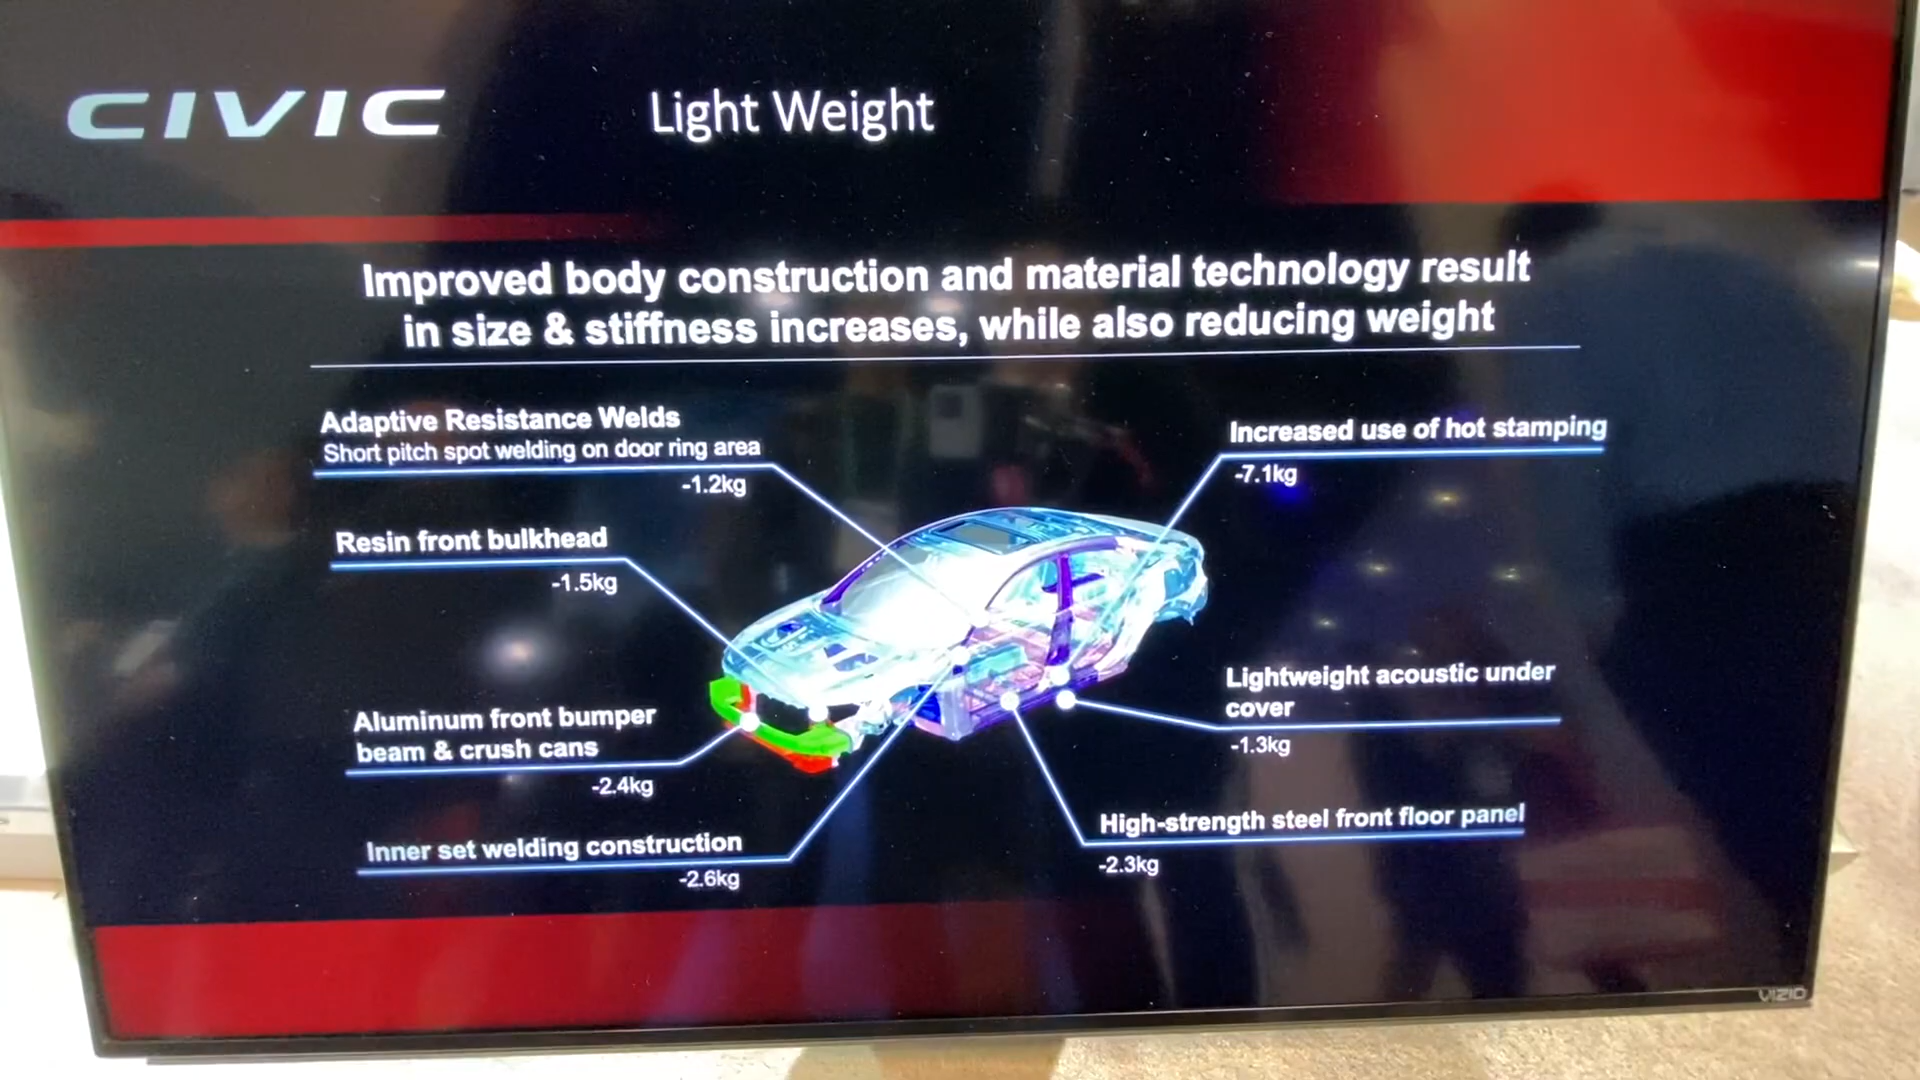 CIVIC
Light Weight
Improved body construction and material technology result
in size & stiffness increases, while also reducing weight
Adaptive Resistance Welds
Short pitch spot welding on door ring area
-1.2kg
Resin front bulkhead
-1.5kg
Aluminum front bumper
beam & crush cans
-2.4kg
Inner set welding construction
-2.6kg
Increased use of hot stamping
-7.1kg
Lightweight acoustic under
cover
-1.3kg
High-strength steel front floor panel
-2.3kg
VIZIO